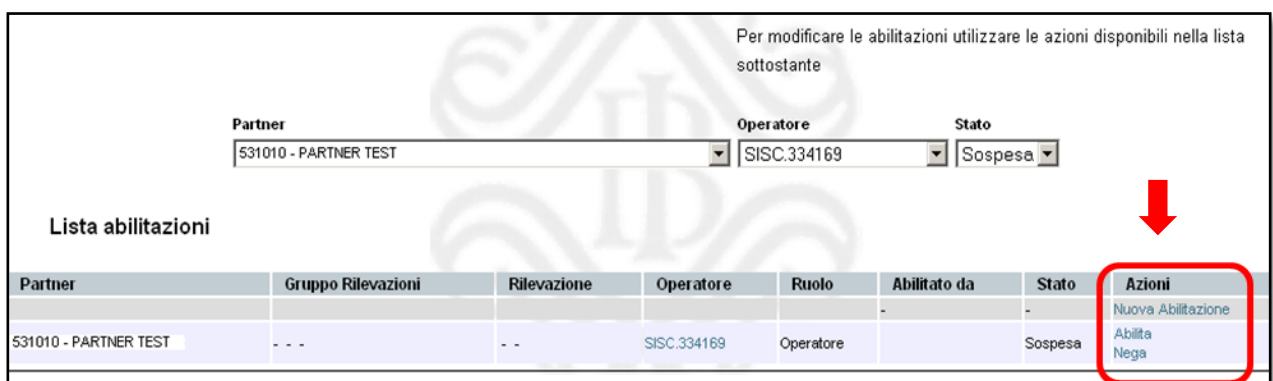 Per modificare le abilitazioni utilizzare le azioni disponibili nella lista
sottostante
Partner Operatore Stato
531010 - PARTNER TEST SISC.334169 Sospesa
Lista abilitazioni
Partner Gruppo Rilevazioni Rilevazione Operatore Ruolo Abilitato da Stato Azioni
- - Nuova Abilitazione
531010 - PARTNER TEST - - - - - SISC.334169 Operatore Sospesa Abilita
Nega